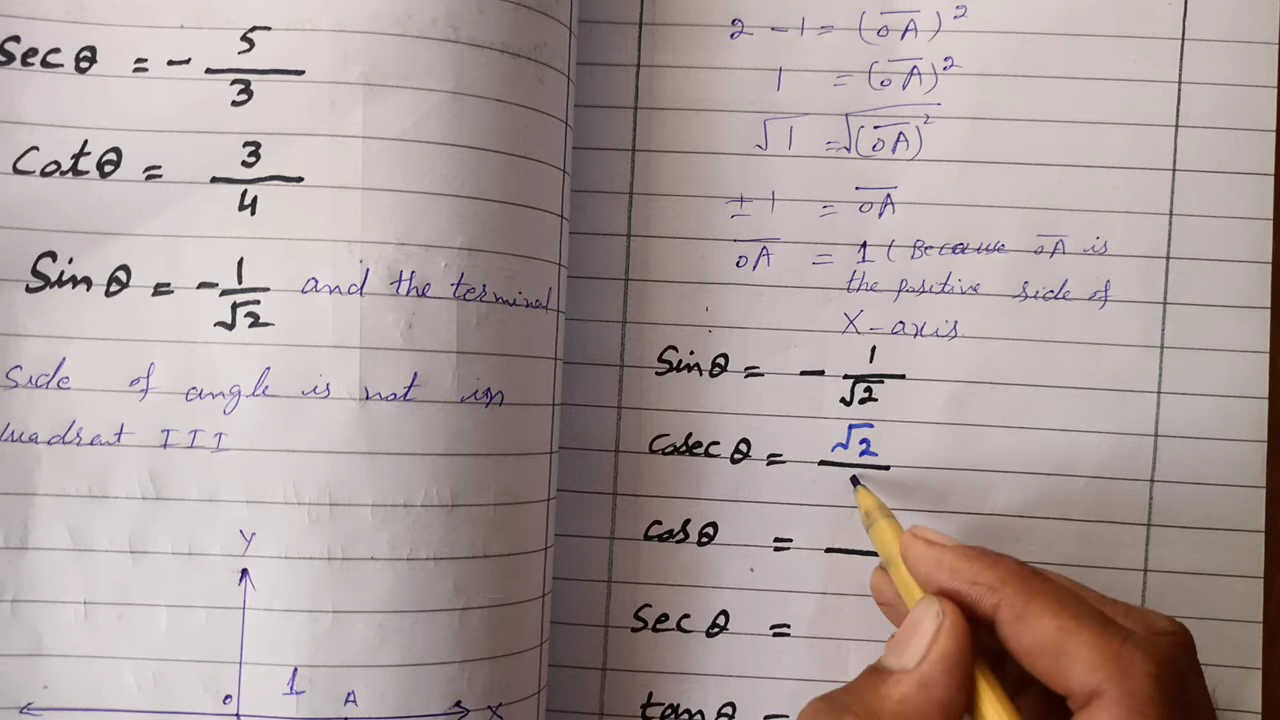 Sec θ = - 5/3
Cot θ = 3/4
Sin θ = - 1/√2 and the terminal
Side of angle is not in
uadrant III
Y
O 1 A X
2 - 1 = (OA)²
1 = (OA)²
√1 = √(OA)²
± 1 = OA
OA = 1 (Because OA is
the positive side of
X-axis
Sin θ = - 1/√2
Cosec θ = √2/
Cos θ =
Sec θ =
tan θ =